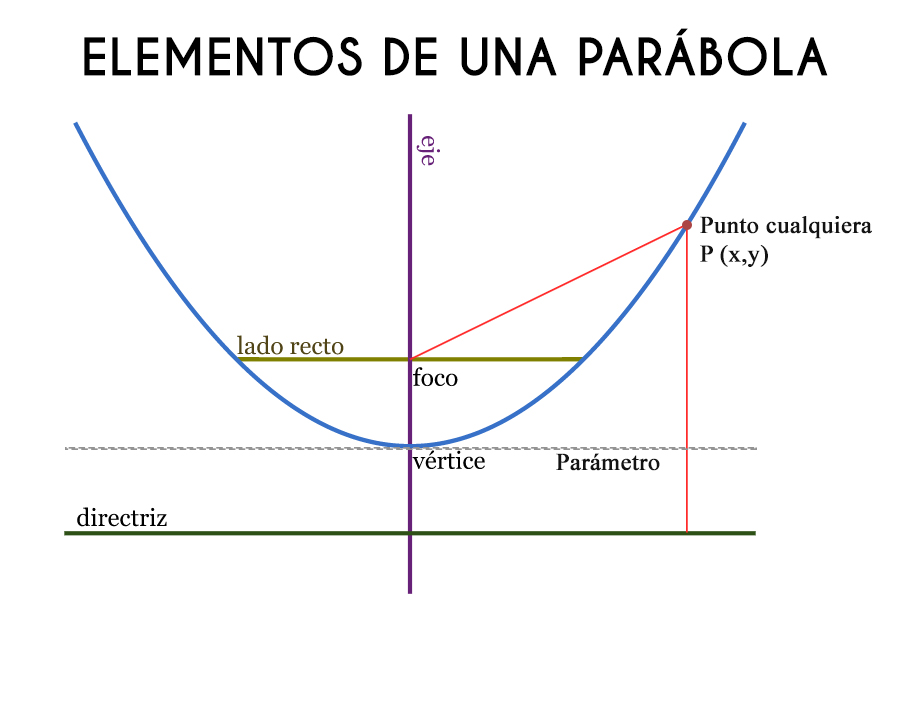 ELEMENTOS DE UNA PARÁBOLA
eje
Punto cualquiera
P (x,y)
lado recto
foco
vértice
Parámetro
directriz